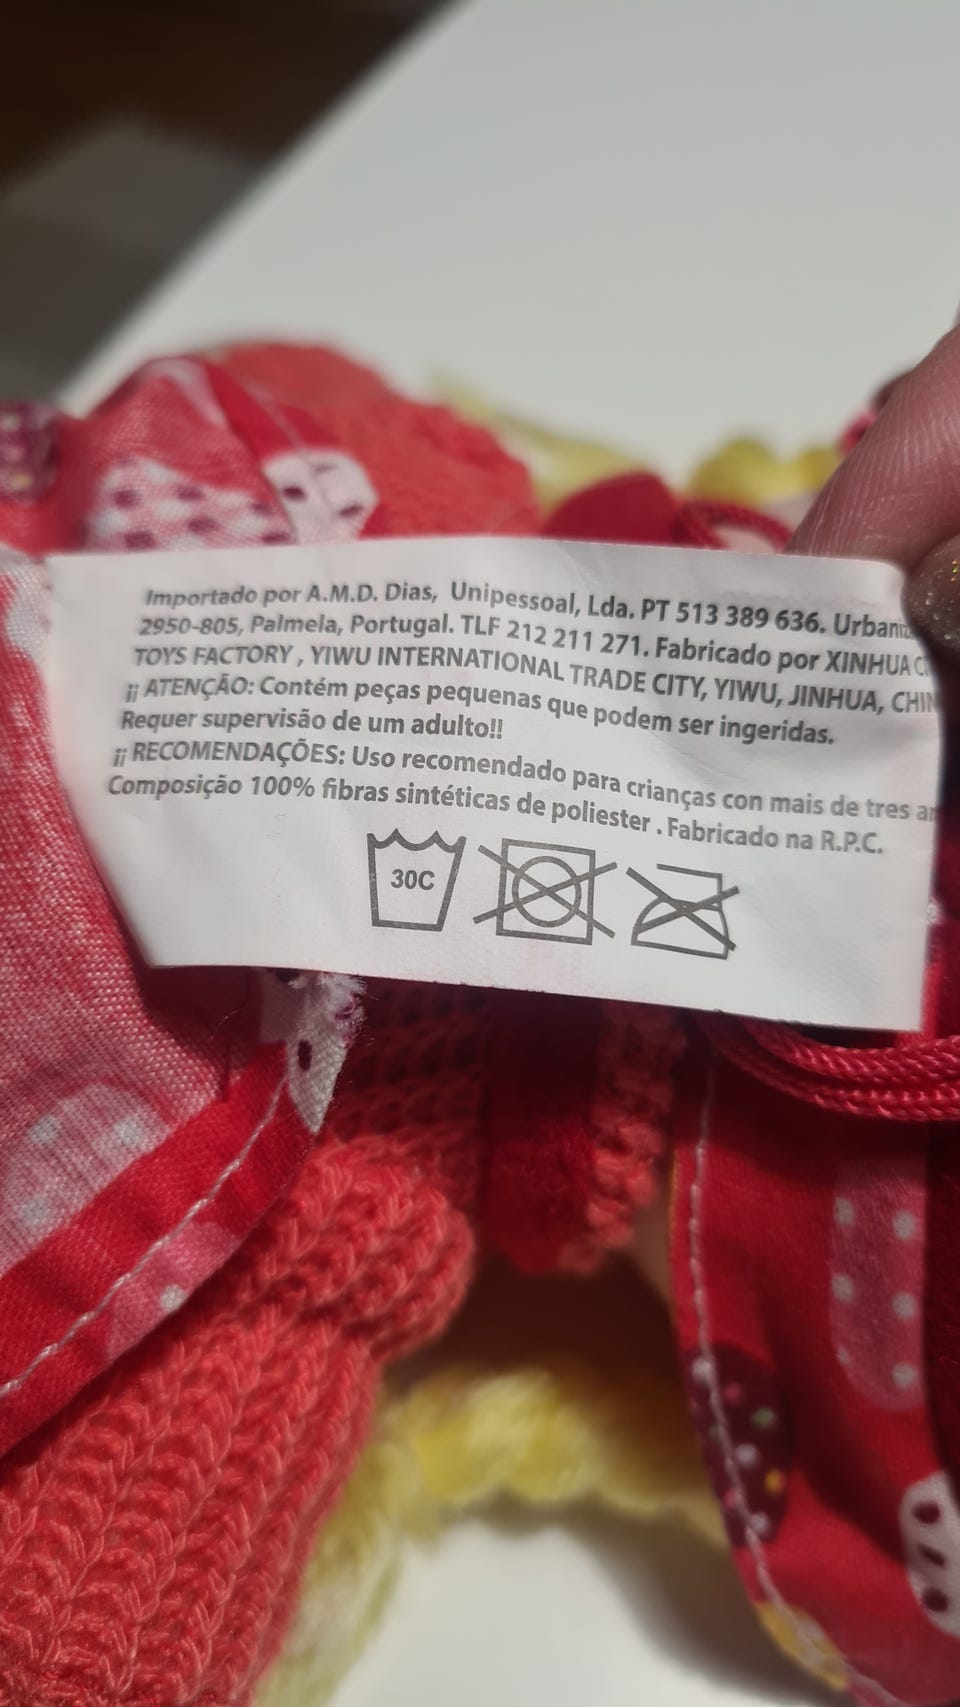 Importado por A.M.D. Dias, Unipessoal, Lda. PT 513 389 636.
2950-805, Palmela, Portugal. TLF 212 211 271. Fabricado por XINHUA
TOYS FACTORY , YIWU INTERNATIONAL TRADE CITY, YIWU, JINHUA,
¡¡ ATENÇÃO: Contém peças pequenas que podem ser ingeridas.
Requer supervisão de um adulto!!
¡¡ RECOMENDAÇÕES: Uso recomendado para crianças con mais de tres
Composição 100% fibras sintéticas de poliester . Fabricado na R.P.C.
30C